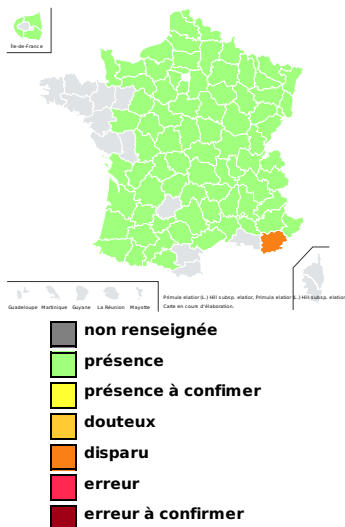 Île-de-France
Guadeloupe Martinique Guyane La Réunion Mayotte
Primula elatior (L.) Hill subsp. elatior, Primula elatior (L.) Hill subsp. elatior
Carte en cours d'élaboration.
non renseignée
présence
présence à confimer
douteux
disparu
erreur
erreur à confirmer